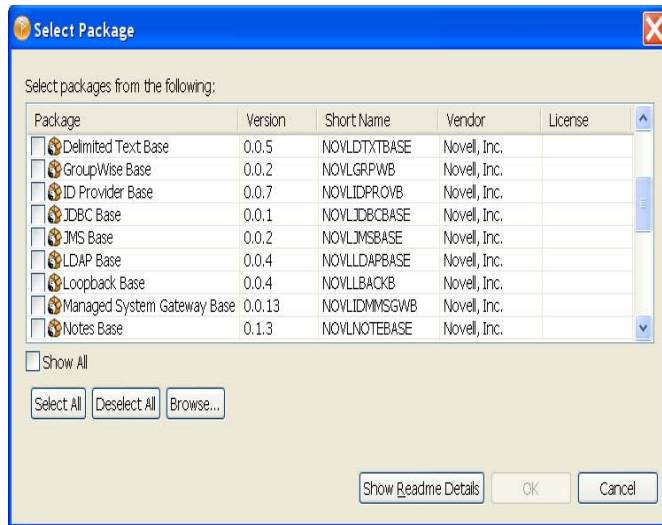 Select Package
Select packages from the following:
Package Version Short Name Vendor License
Delimited Text Base 0.0.5 NOVLDTXTBASE Novell, Inc.
GroupWise Base 0.0.2 NOVLGRPWB Novell, Inc.
ID Provider Base 0.0.7 NOVLIDPROVB Novell, Inc.
JDBC Base 0.0.1 NOVLJDBCBASE Novell, Inc.
JMS Base 0.0.2 NOVLJMSBASE Novell, Inc.
LDAP Base 0.0.4 NOVLLDAPBASE Novell, Inc.
Loopback Base 0.0.4 NOVLLBACKB Novell, Inc.
Managed System Gateway Base 0.0.13 NOVLIDMMSGWB Novell, Inc.
Notes Base 0.1.3 NOVLNOTEBASE Novell, Inc.
Show All
Select All Deselect All Browse...
Show Readme Details OK Cancel